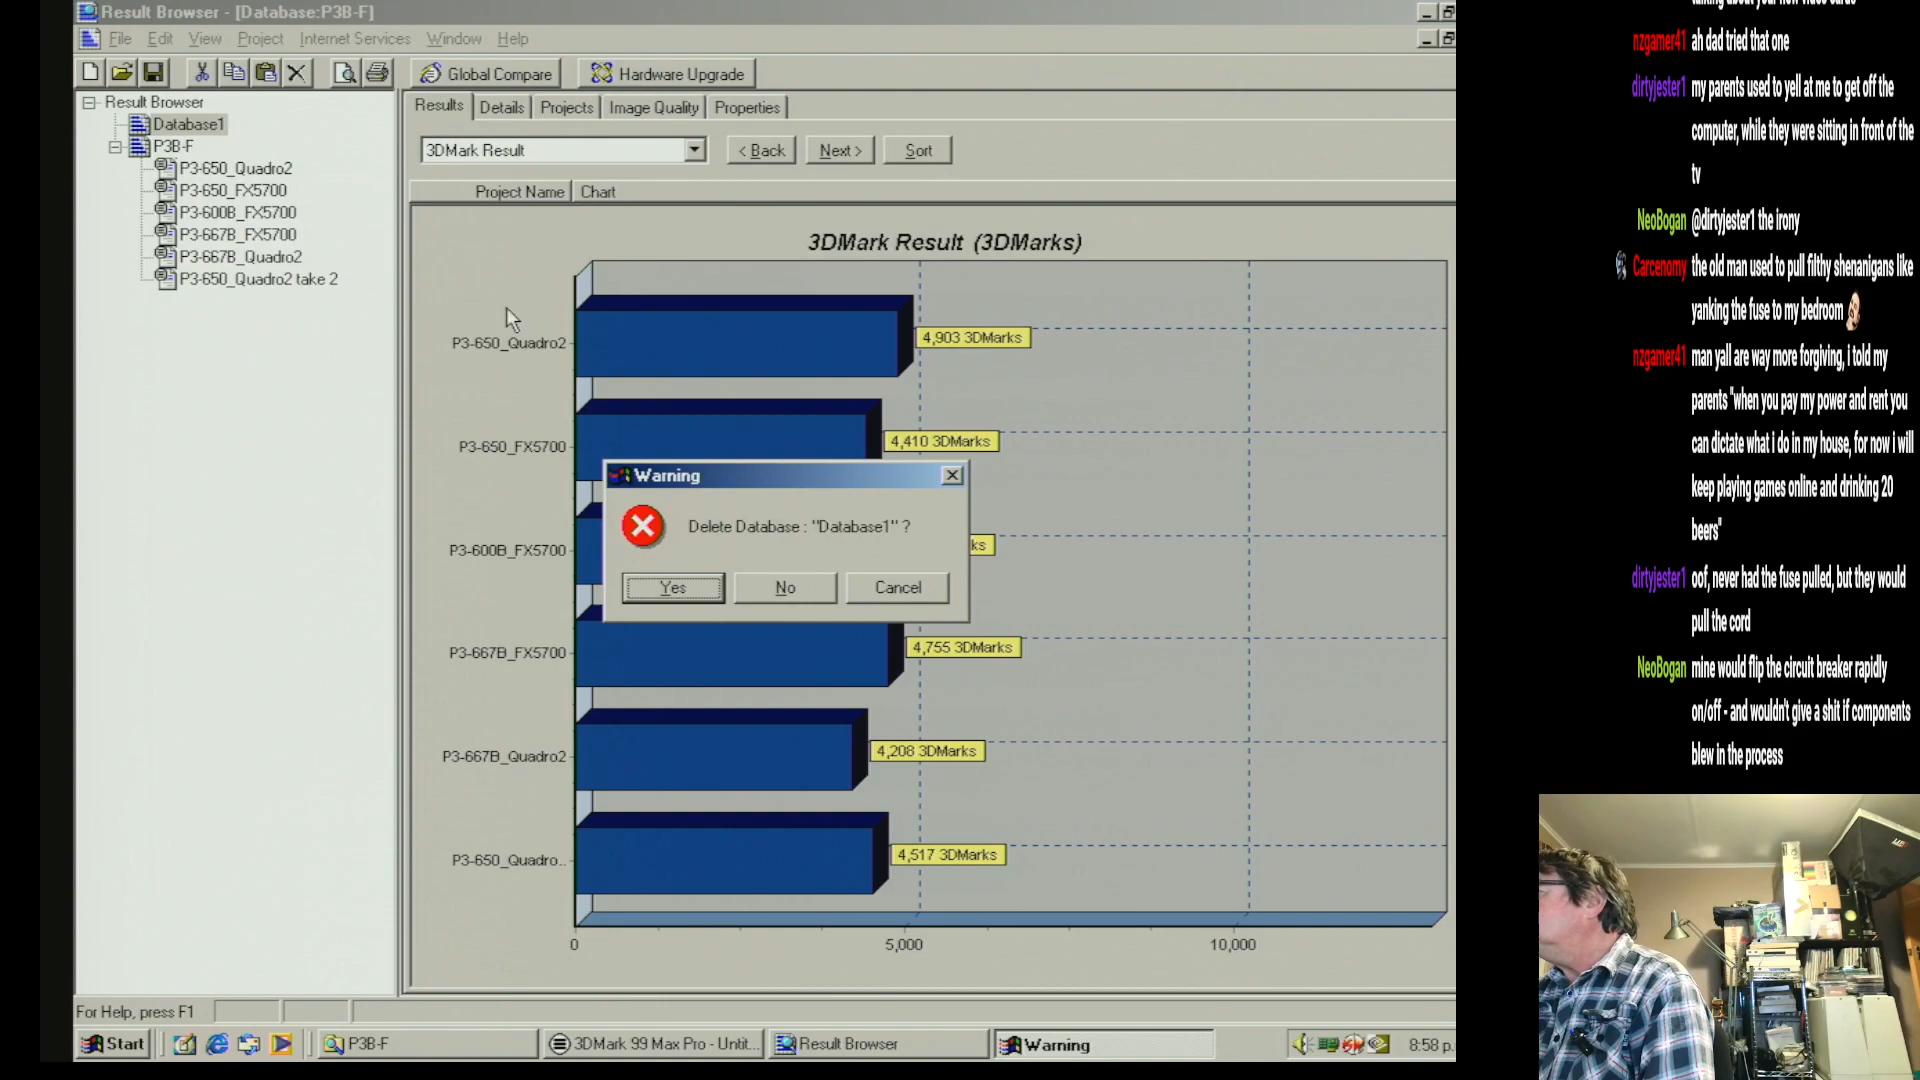 Result Browser - [Database:P3B-F]
File Edit View Project Internet Services Window Help
Global Compare Hardware Upgrade
Result Browser
Database1
P3B-F
P3-650_Quadro2
P3-650_FX5700
P3-600B_FX5700
P3-667B_FX5700
P3-667B_Quadro2
P3-650_Quadro2 take 2
Results Details Projects Image Quality Properties
3DMark Result < Back Next > Sort
Project Name Chart
3DMark Result (3DMarks)
P3-650_Quadro2 4,903 3DMarks
P3-650_FX5700 4,410 3DMarks
P3-600B_FX5700 ks
P3-667B_FX5700 4,755 3DMarks
P3-667B_Quadro2 4,208 3DMarks
P3-650_Quadro.. 4,517 3DMarks
0 5,000 10,000
Warning
Delete Database : "Database1" ?
Yes No Cancel
For Help, press F1
Start P3B-F 3DMark 99 Max Pro - Untit... Result Browser Warning 8:58 p.
nzgamer41 ah dad tried that one
dirtyjester1 my parents used to yell at me to get off the
computer, while they were sitting in front of the
tv
NeoBogan @dirtyjester1 the irony
Carcenomy the old man used to pull filthy shenanigans like
yanking the fuse to my bedroom
nzgamer41 man yall are way more forgiving, i told my
parents "when you pay my power and rent you
can dictate what i do in my house, for now i will
keep playing games online and drinking 20
beers"
dirtyjester1 oof, never had the fuse pulled, but they would
pull the cord
NeoBogan mine would flip the circuit breaker rapidly
on/off - and wouldn't give a shit if components
blew in the process